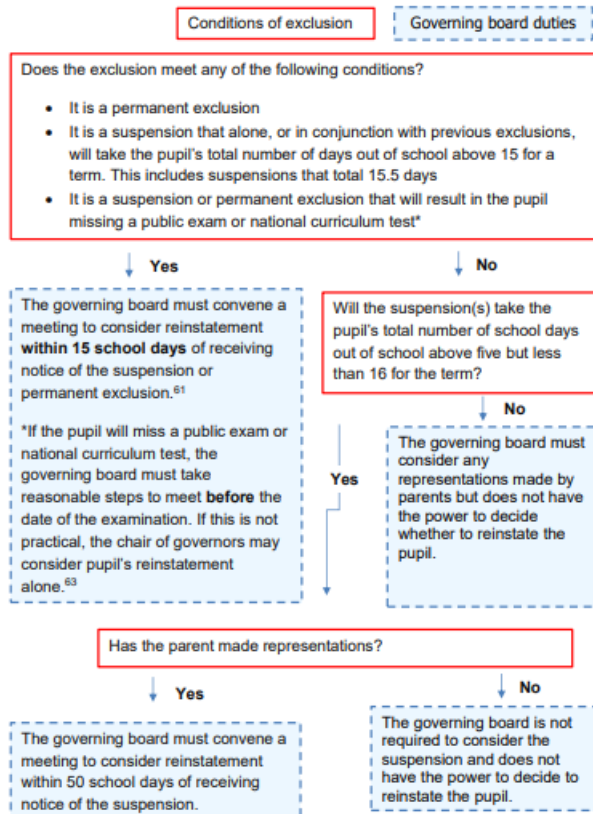 Conditions of exclusion
Governing board duties
Does the exclusion meet any of the following conditions?
• It is a permanent exclusion
• It is a suspension that alone, or in conjunction with previous exclusions,
will take the pupil's total number of days out of school above 15 for a
term. This includes suspensions that total 15.5 days
• It is a suspension or permanent exclusion that will result in the pupil
missing a public exam or national curriculum test*
Yes
No
The governing board must convene a
meeting to consider reinstatement
within 15 school days of receiving
notice of the suspension or
permanent exclusion.61
*If the pupil will miss a public exam or
national curriculum test, the
governing board must take
reasonable steps to meet before the
date of the examination. If this is not
practical, the chair of governors may
consider pupil's reinstatement
alone.63
Will the suspension(s) take the
pupil's total number of school days
out of school above five but less
than 16 for the term?
Yes
No
The governing board must
consider any
representations made by
parents but does not have
the power to decide
whether to reinstate the
pupil.
Has the parent made representations?
Yes
No
The governing board must convene a
meeting to consider reinstatement
within 50 school days of receiving
notice of the suspension.
The governing board is not
required to consider the
suspension and does not
have the power to decide to
reinstate the pupil.